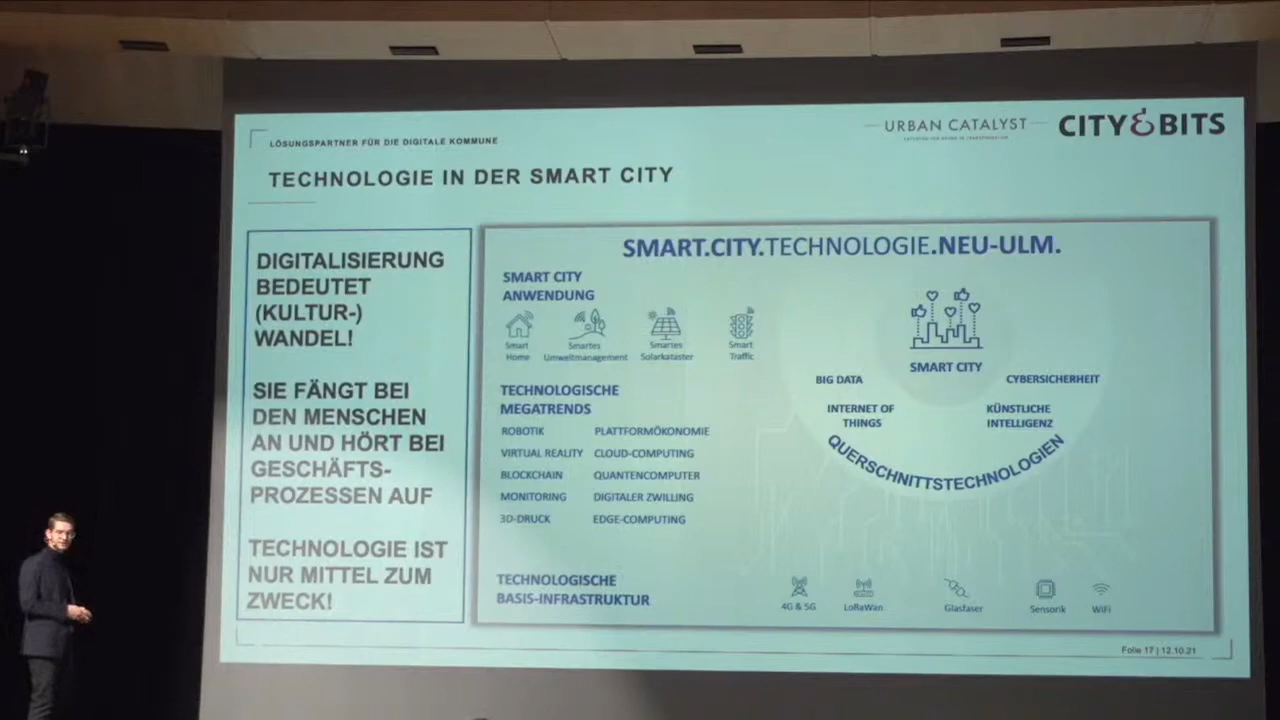 LÖSUNGSPARTNER FÜR DIE DIGITALE KOMMUNE
URBAN CATALYST
CITY&BITS
TECHNOLOGIE IN DER SMART CITY
DIGITALISIERUNG
BEDEUTET
(KULTUR-)
WANDEL!
SIE FÄNGT BEI
DEN MENSCHEN
AN UND HÖRT BEI
GESCHÄFTS-
PROZESSEN AUF
TECHNOLOGIE IST
NUR MITTEL ZUM
ZWECK!
SMART.CITY.TECHNOLOGIE.NEU-ULM.
SMART CITY
ANWENDUNG
Smart
Home
Smartes
Umweltmanagement
Smartes
Solarkataster
Smart
Traffic
TECHNOLOGISCHE
MEGATRENDS
ROBOTIK PLATTFORMÖKONOMIE
VIRTUAL REALITY CLOUD-COMPUTING
BLOCKCHAIN QUANTENCOMPUTER
MONITORING DIGITALER ZWILLING
3D-DRUCK EDGE-COMPUTING
SMART CITY
BIG DATA
CYBERSICHERHEIT
INTERNET OF
THINGS
KÜNSTLICHE
INTELLIGENZ
QUERSCHNITTSTECHNOLOGIEN
TECHNOLOGISCHE
BASIS-INFRASTRUKTUR
4G & 5G
LoRaWan
Glasfaser
Sensorik
WiFi
Folie 17 | 12.10.21